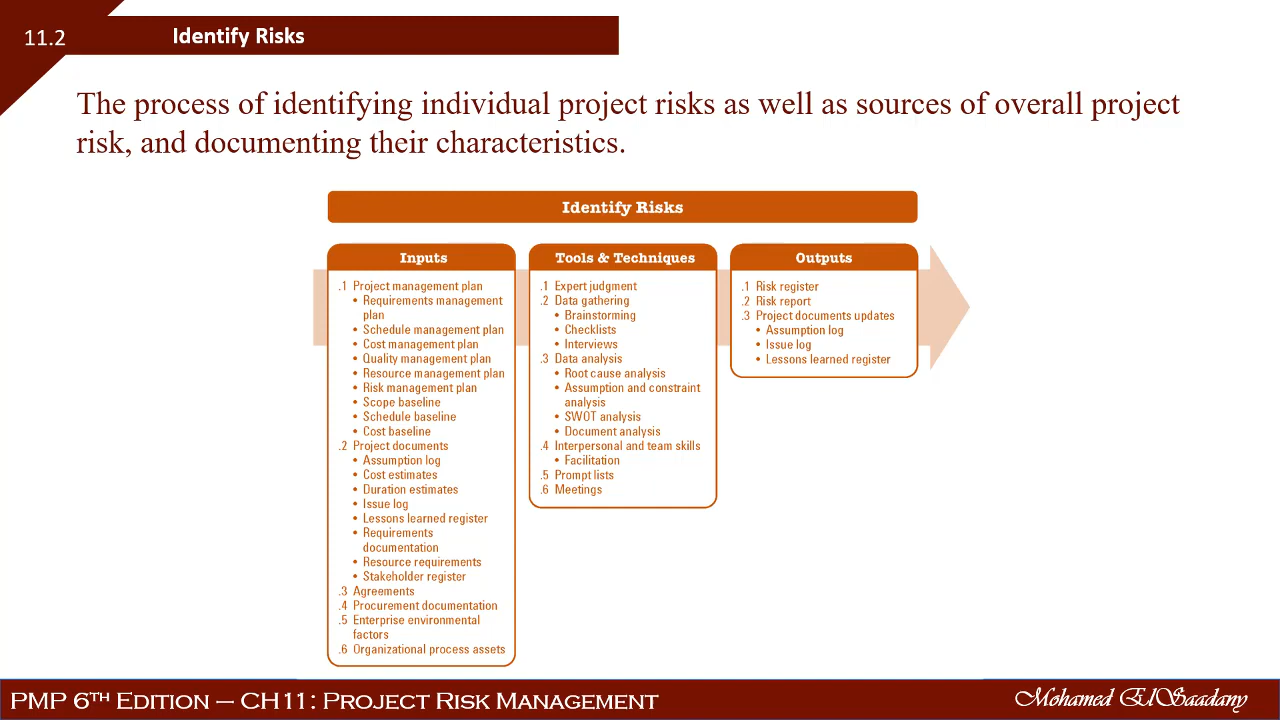 11.2
Identify Risks
The process of identifying individual project risks as well as sources of overall project
risk, and documenting their characteristics.
Identify Risks
Inputs
.1 Project management plan
• Requirements management
plan
• Schedule management plan
• Cost management plan
• Quality management plan
• Resource management plan
• Risk management plan
• Scope baseline
• Schedule baseline
• Cost baseline
.2 Project documents
• Assumption log
• Cost estimates
• Duration estimates
• Issue log
• Lessons learned register
• Requirements
documentation
• Resource requirements
• Stakeholder register
.3 Agreements
.4 Procurement documentation
.5 Enterprise environmental
factors
.6 Organizational process assets
Tools & Techniques
.1 Expert judgment
.2 Data gathering
• Brainstorming
• Checklists
• Interviews
.3 Data analysis
• Root cause analysis
• Assumption and constraint
analysis
• SWOT analysis
• Document analysis
.4 Interpersonal and team skills
• Facilitation
.5 Prompt lists
.6 Meetings
Outputs
.1 Risk register
.2 Risk report
.3 Project documents updates
• Assumption log
• Issue log
• Lessons learned register
PMP 6TH Edition – CH11: Project Risk Management
Mohamed ElSaadany